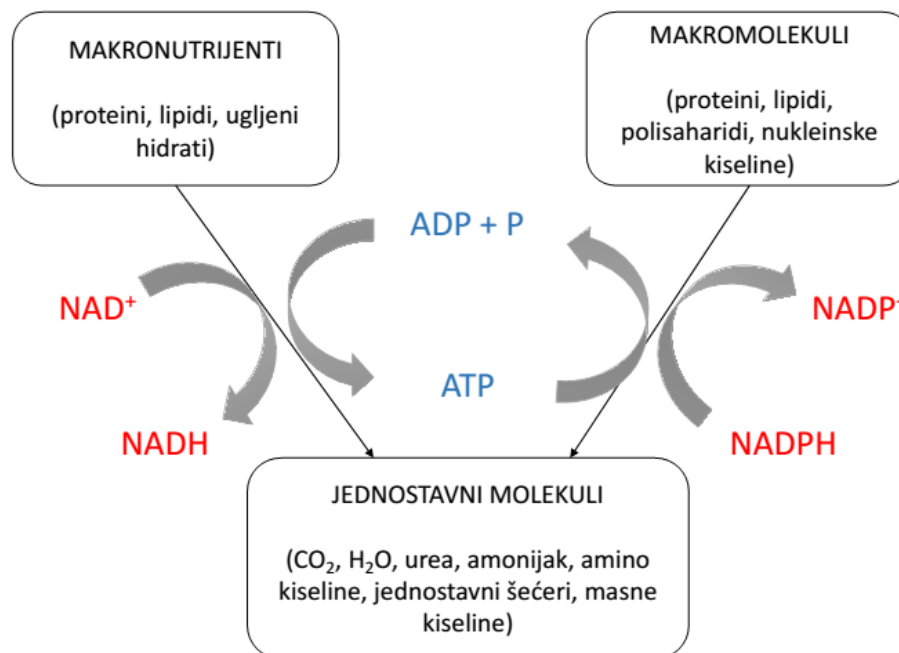 MAKRONUTRIJENTI
(proteini, lipidi, ugljeni
hidrati)
MAKROMOLEKULI
(proteini, lipidi,
polisaharidi, nukleinske
kiseline)
ADP + P
NAD⁺
NADP⁺
ATP
NADH
NADPH
JEDNOSTAVNI MOLEKULI
(CO₂, H₂O, urea, amonijak, amino
kiseline, jednostavni šećeri, masne
kiseline)